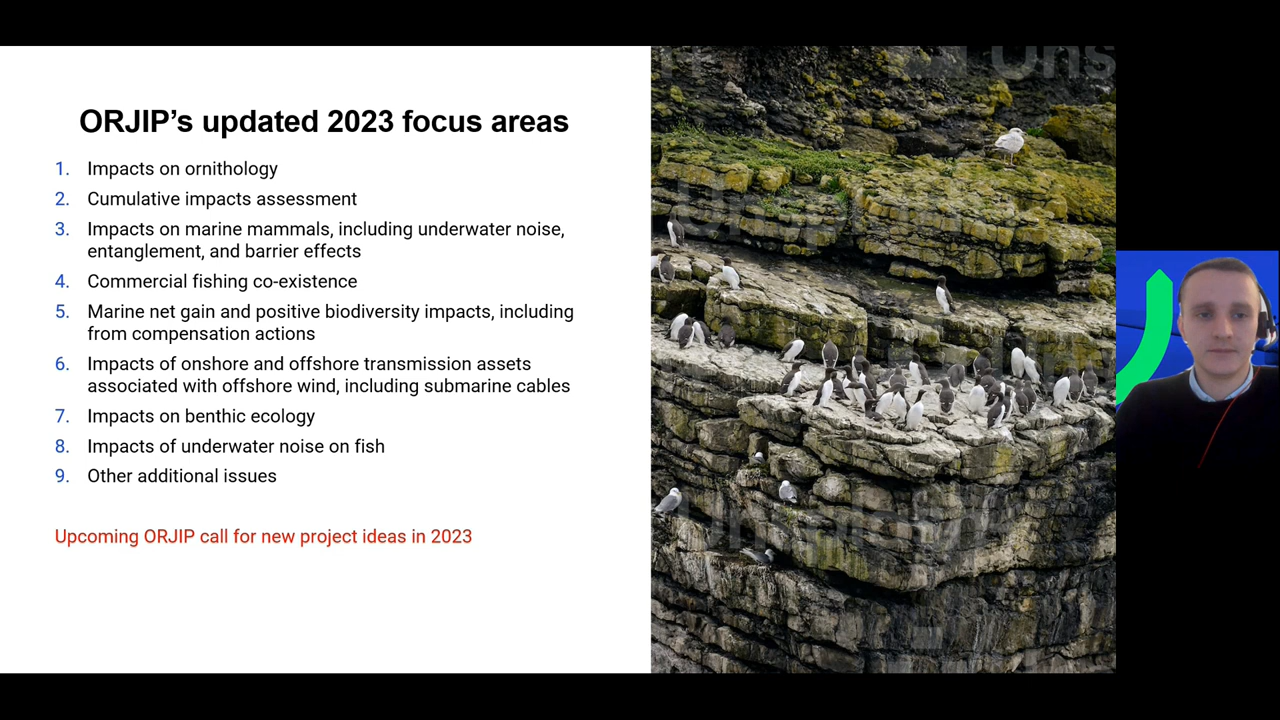 ORJIP’s updated 2023 focus areas
1. Impacts on ornithology
2. Cumulative impacts assessment
3. Impacts on marine mammals, including underwater noise,
entanglement, and barrier effects
4. Commercial fishing co-existence
5. Marine net gain and positive biodiversity impacts, including
from compensation actions
6. Impacts of onshore and offshore transmission assets
associated with offshore wind, including submarine cables
7. Impacts on benthic ecology
8. Impacts of underwater noise on fish
9. Other additional issues
Upcoming ORJIP call for new project ideas in 2023